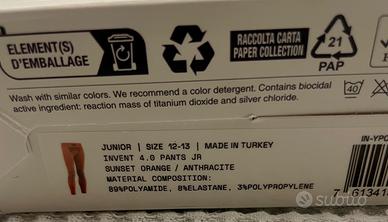 ELEMENT(S)
D'EMBALLAGE
RACCOLTA CARTA
PAPER COLLECTION
21
PAP
Wash with similar colors. We recommend a color detergent. Contains biocidal
active ingredient: reaction mass of titanium dioxide and silver chloride.
40
JUNIOR | SIZE 12-13 | MADE IN TURKEY
INVENT 4.0 PANTS JR
SUNSET ORANGE / ANTHRACITE
MATERIAL COMPOSITION:
89%POLYAMIDE, 8%ELASTANE, 3%POLYPROPYLENE
IN-YPO
subito